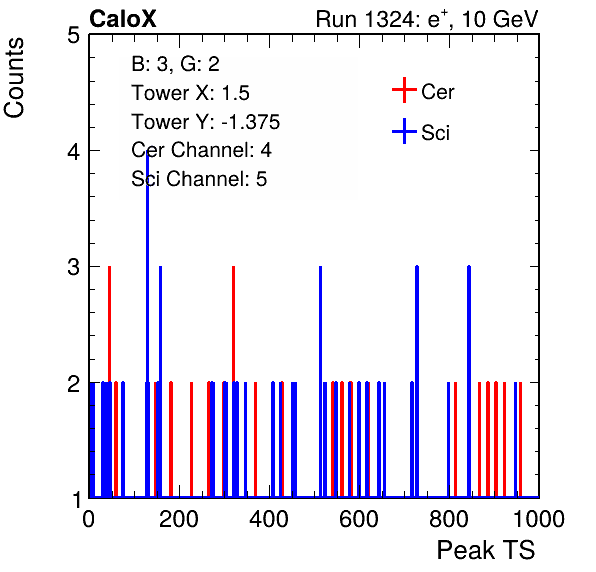 CaloX Run 1324: e⁺, 10 GeV
Counts
5
4
3
2
1
B: 3, G: 2
Tower X: 1.5
Tower Y: -1.375
Cer Channel: 4
Sci Channel: 5
Cer
Sci
0 200 400 600 800 1000
Peak TS